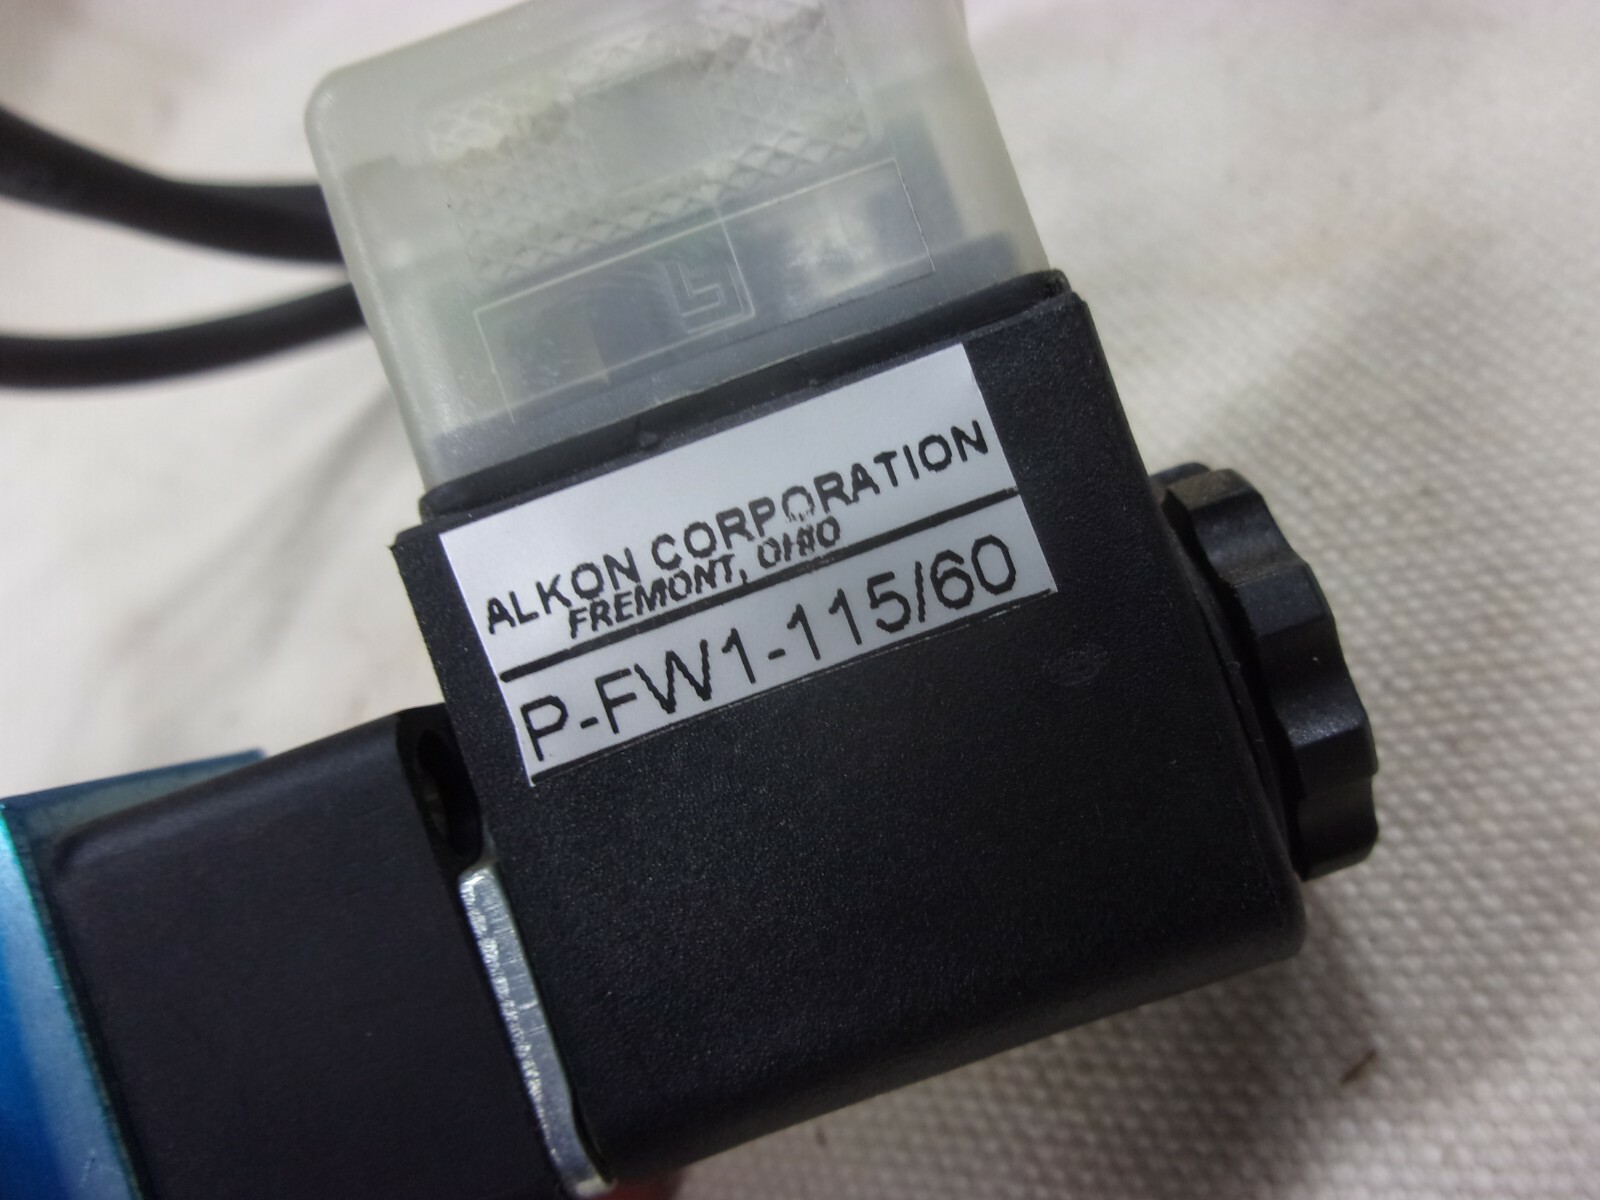 ALKON CORPORATION
FREMONT, OHIO
P-FW1-115/60